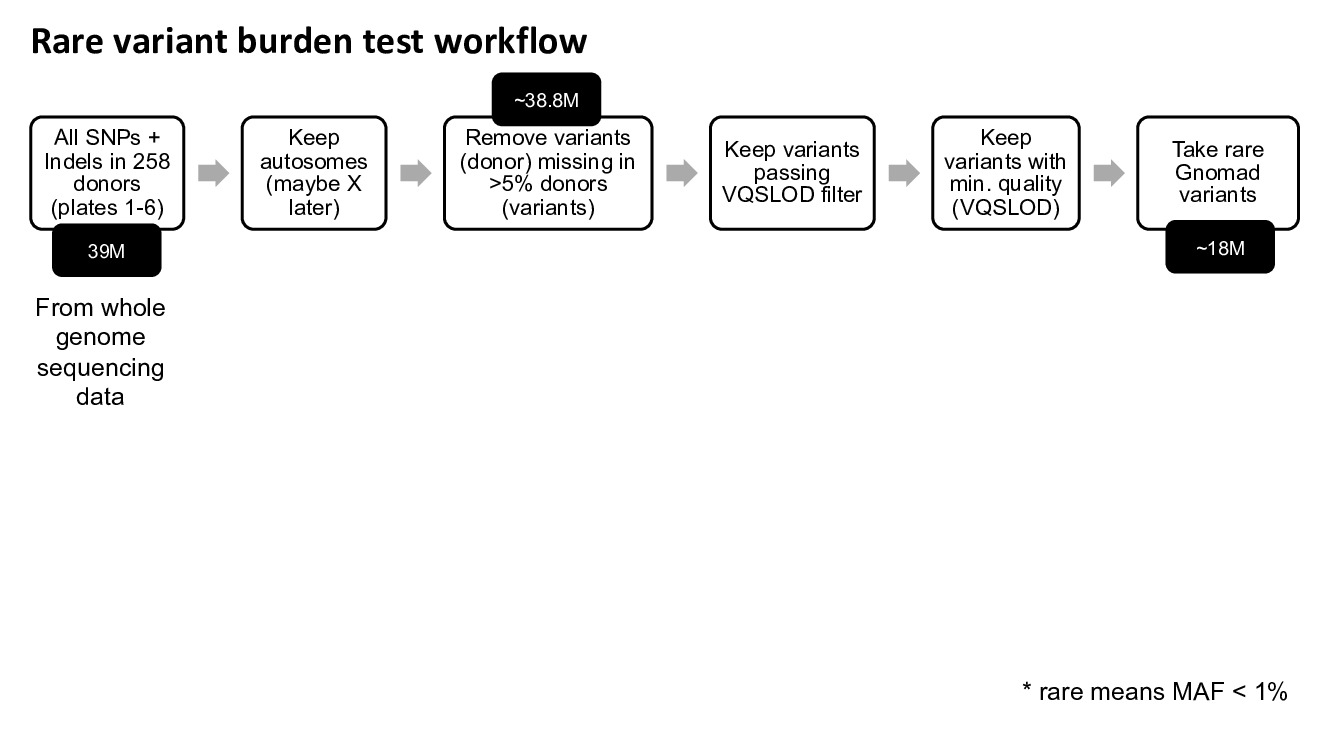 Rare variant burden test workflow
All SNPs +
Indels in 258
donors
(plates 1-6)
39M
From whole
genome
sequencing
data
Keep
autosomes
(maybe X
later)
~38.8M
Remove variants
(donor) missing in
>5% donors
(variants)
Keep variants
passing
VQSLOD filter
Keep
variants with
min. quality
(VQSLOD)
Take rare
Gnomad
variants
~18M
* rare means MAF < 1%